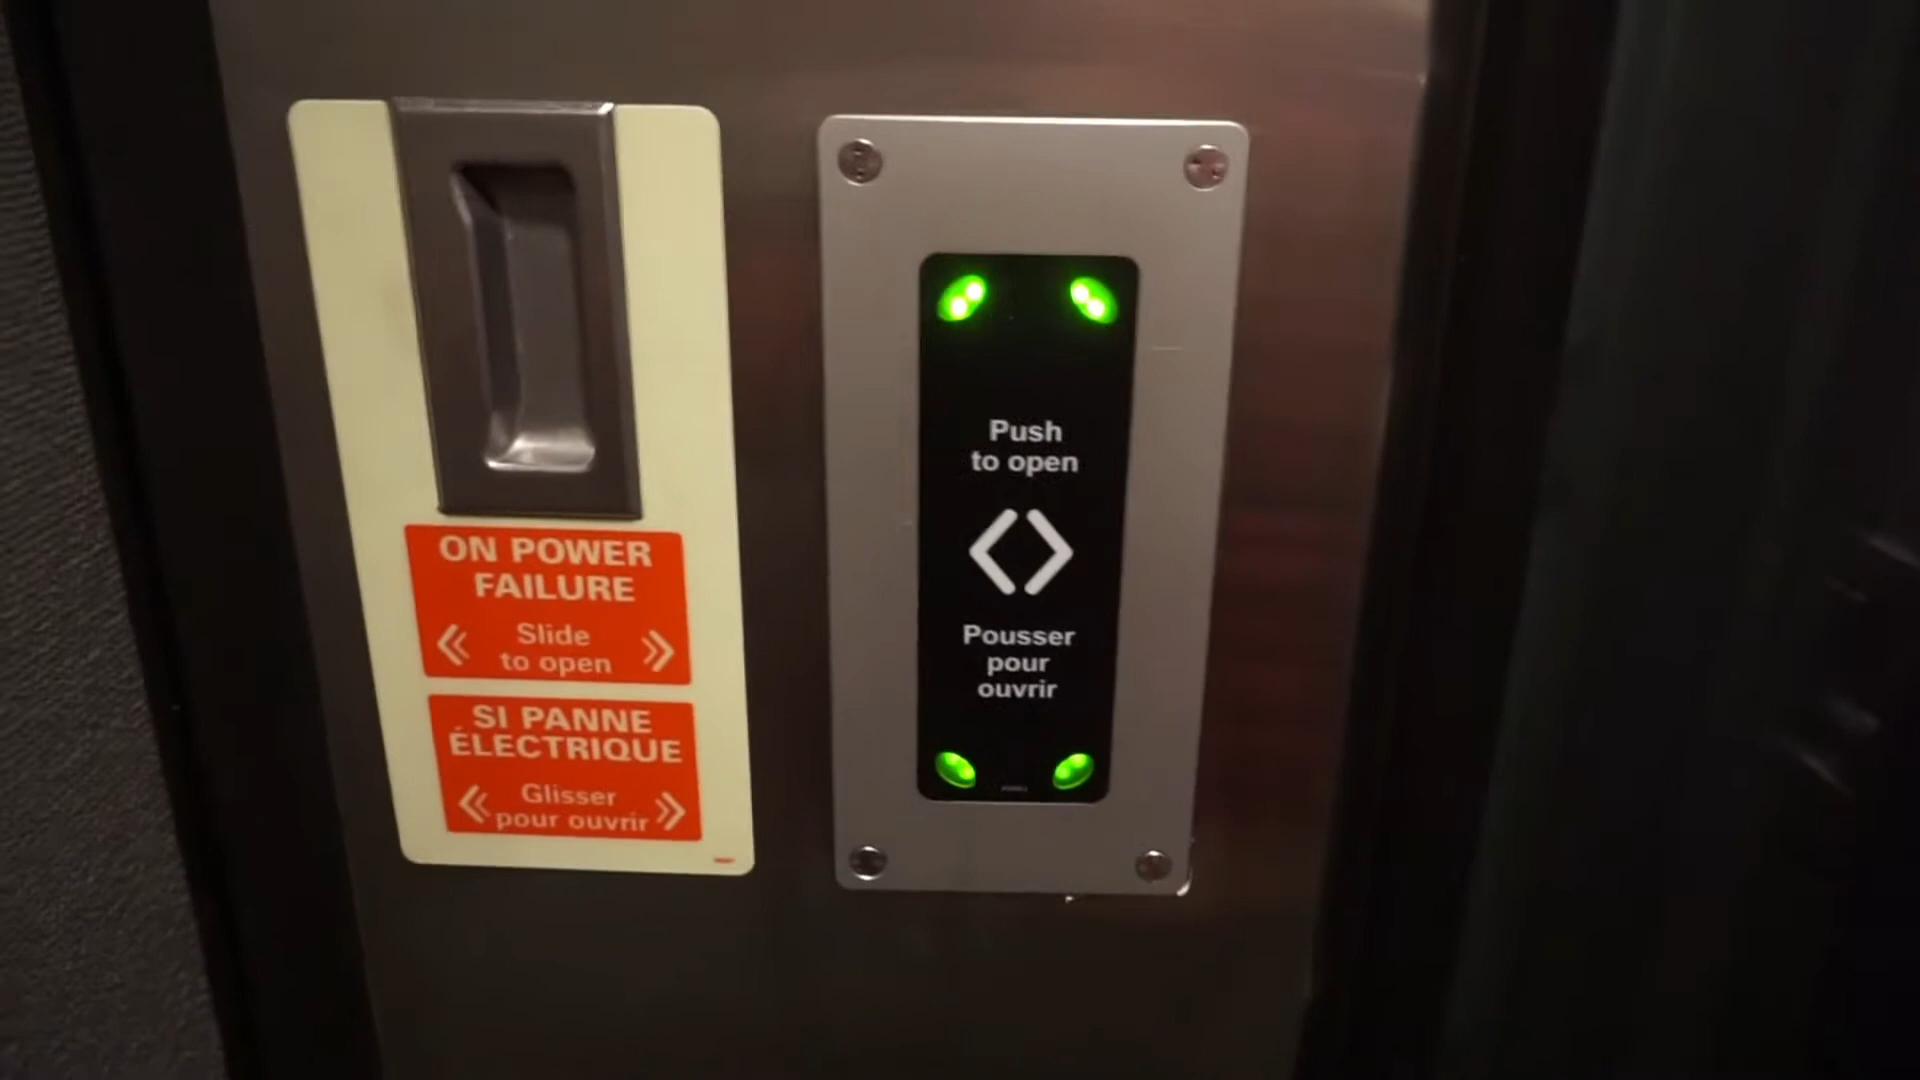 ON POWER
FAILURE
Slide
to open
SI PANNE
ÉLECTRIQUE
Glisser
pour ouvrir
Push
to open
Pousser
pour
ouvrir